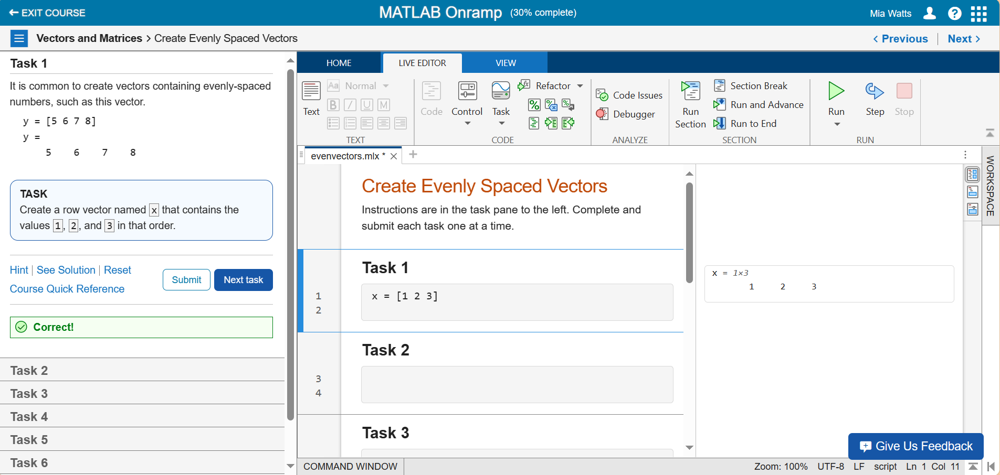 EXIT COURSE
MATLAB Onramp (30% complete)
Mia Watts
Vectors and Matrices > Create Evenly Spaced Vectors
< Previous | Next >
Task 1
It is common to create vectors containing evenly-spaced
numbers, such as this vector.
y = [5 6 7 8]
y =
5 6 7 8
TASK
Create a row vector named x that contains the
values 1, 2, and 3 in that order.
Hint | See Solution | Reset
Course Quick Reference
Submit
Next task
Correct!
Task 2
Task 3
Task 4
Task 5
Task 6
HOME
LIVE EDITOR
VIEW
Text
Aa Normal
B I U M
TEXT
Code
Control
Task
Refactor
CODE
Code Issues
Debugger
ANALYZE
Run
Section
Section Break
Run and Advance
Run to End
SECTION
Run
Step
Stop
RUN
evenvectors.mlx *
WORKSPACE
Create Evenly Spaced Vectors
Instructions are in the task pane to the left. Complete and
submit each task one at a time.
Task 1
1 x = [1 2 3]
2
x = 1×3
1 2 3
Task 2
3
4
Task 3
Give Us Feedback
COMMAND WINDOW
Zoom: 100% UTF-8 LF script Ln 1 Col 11